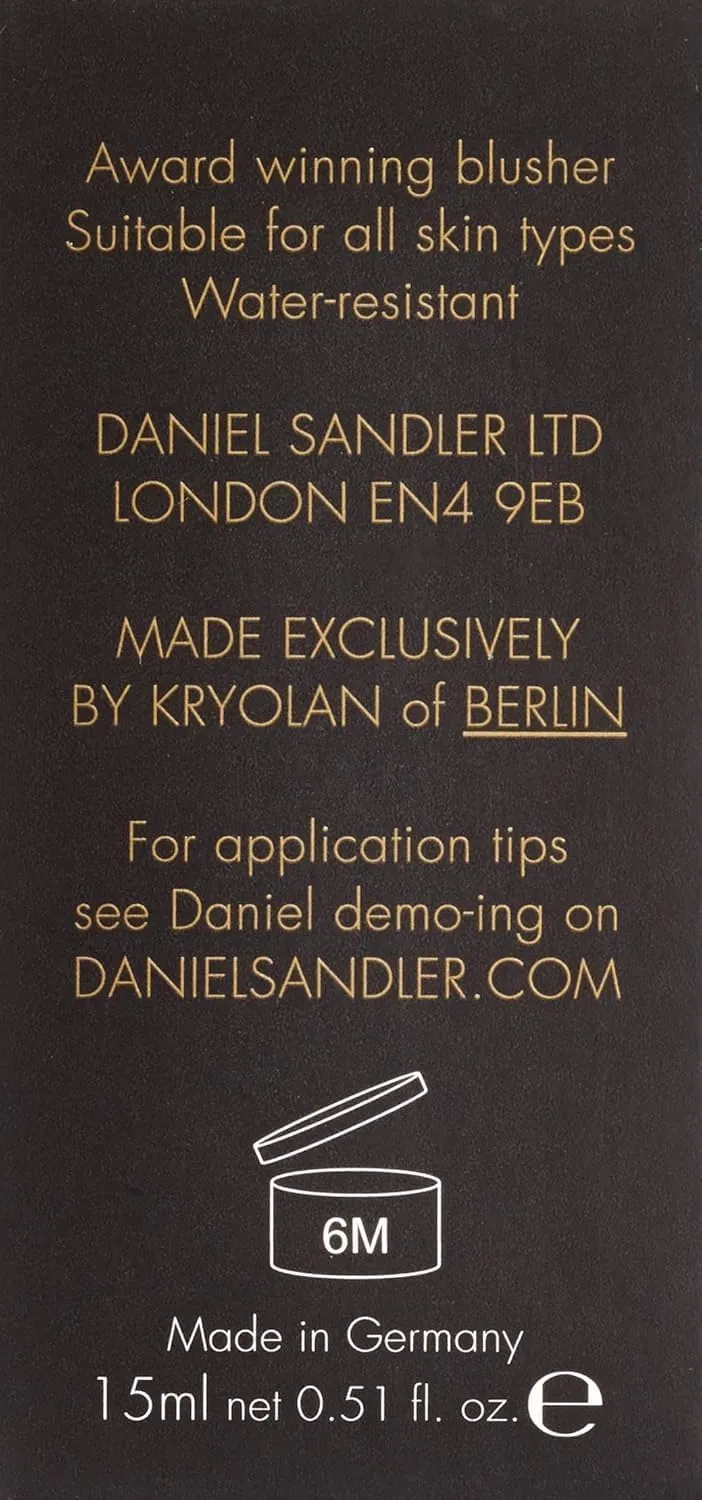 Award winning blusher
Suitable for all skin types
Water-resistant
DANIEL SANDLER LTD
LONDON EN4 9EB
MADE EXCLUSIVELY
BY KRYOLAN of BERLIN
For application tips
see Daniel demo-ing on
DANIELSANDLER.COM
6M
Made in Germany
15ml net 0.51 fl. oz. ℮